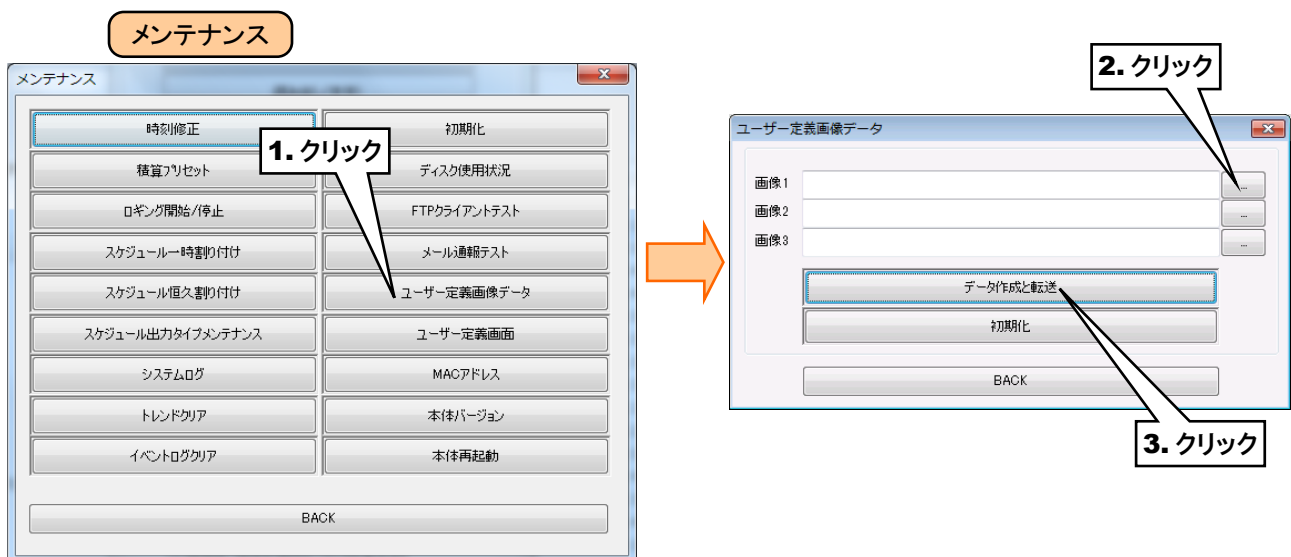 メンテナンス
メンテナンス
時刻修正
初期化
積算プリセット
ディスク使用状況
ロギング開始/停止
FTPクライアントテスト
スケジュール一時割り付け
メール通報テスト
スケジュール恒久割り付け
ユーザー定義画像データ
スケジュール出力タイプメンテナンス
ユーザー定義画面
システムログ
MACアドレス
トレンドクリア
本体バージョン
イベントログクリア
本体再起動
BACK
1. クリック
2. クリック
ユーザー定義画像データ
画像1
...
画像2
...
画像3
...
データ作成と転送
初期化
BACK
3. クリック